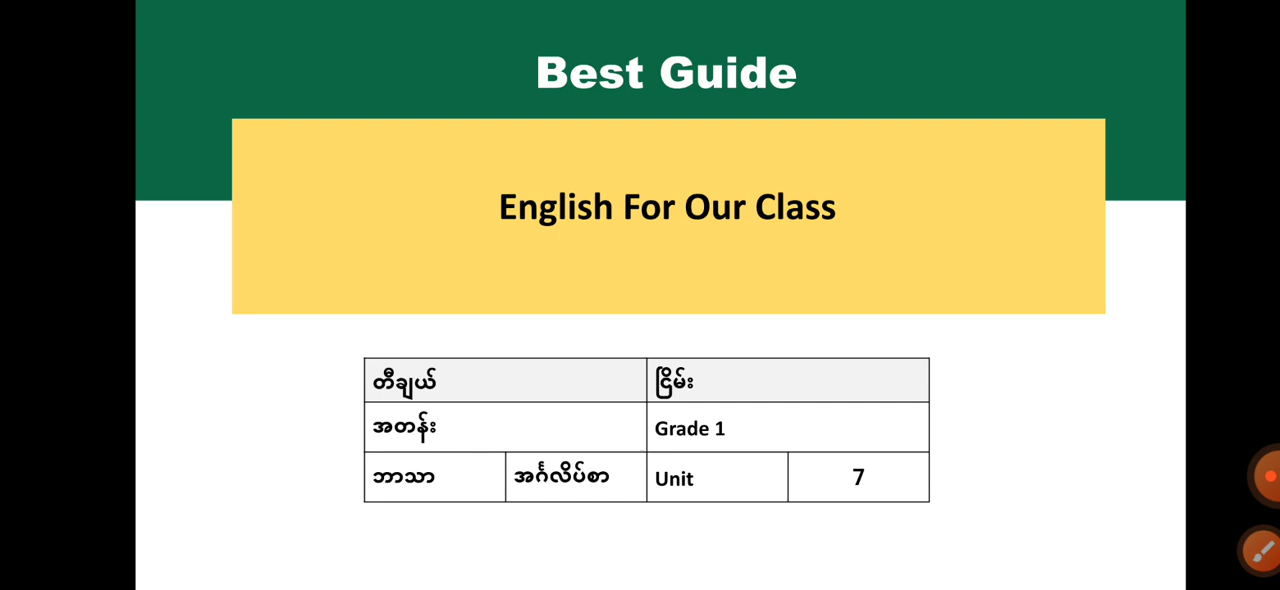 Best Guide
English For Our Class
တီချယ် ငြိမ်း
အတန်း Grade 1
ဘာသာ အင်္ဂလိပ်စာ Unit 7